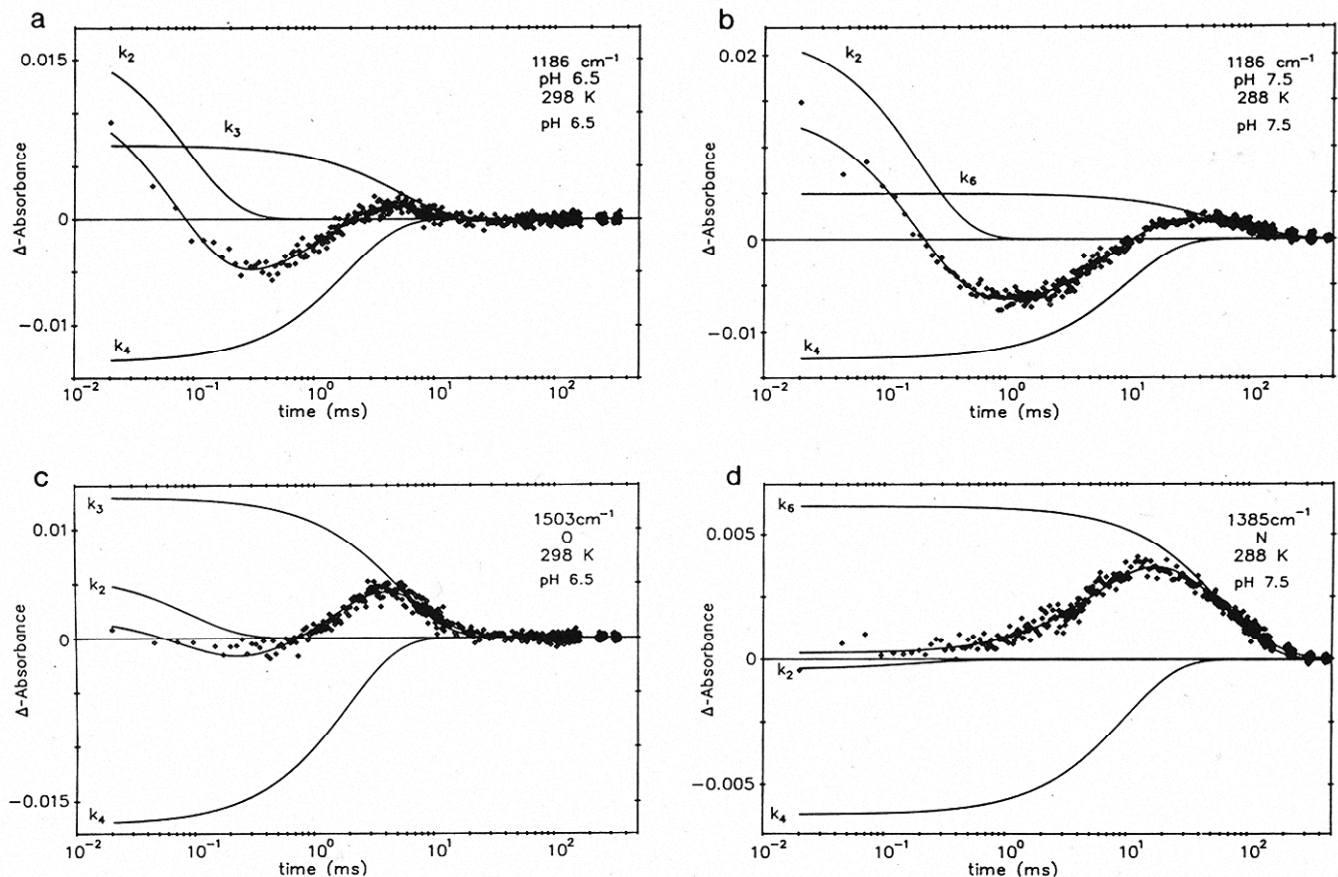 a
0.015
0
−0.01
Δ-Absorbance
k2
k3
k4
1186 cm⁻¹
pH 6.5
298 K
pH 6.5
10⁻² 10⁻¹ 10⁰ 10¹ 10²
time (ms)
b
0.02
0
−0.01
Δ-Absorbance
k2
k6
k4
1186 cm⁻¹
pH 7.5
288 K
pH 7.5
10⁻² 10⁻¹ 10⁰ 10¹ 10²
time (ms)
c
0.01
0
−0.015
Δ-Absorbance
k3
k2
k4
1503cm⁻¹
O
298 K
pH 6.5
10⁻² 10⁻¹ 10⁰ 10¹ 10²
time (ms)
d
0.005
0
−0.005
Δ-Absorbance
k6
k2
k4
1385cm⁻¹
N
288 K
pH 7.5
10⁻² 10⁻¹ 10⁰ 10¹ 10²
time (ms)